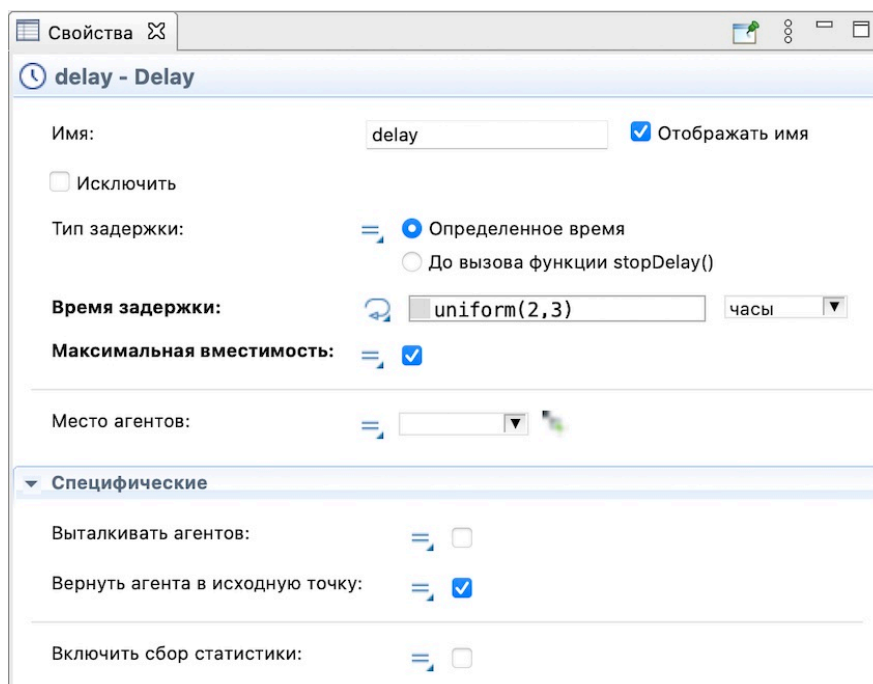 Свойства
delay - Delay
Имя: delay Отображать имя
Исключить
Тип задержки: Определенное время
До вызова функции stopDelay()
Время задержки: uniform(2,3) часы
Максимальная вместимость:
Место агентов:
Специфические
Выталкивать агентов:
Вернуть агента в исходную точку:
Включить сбор статистики: